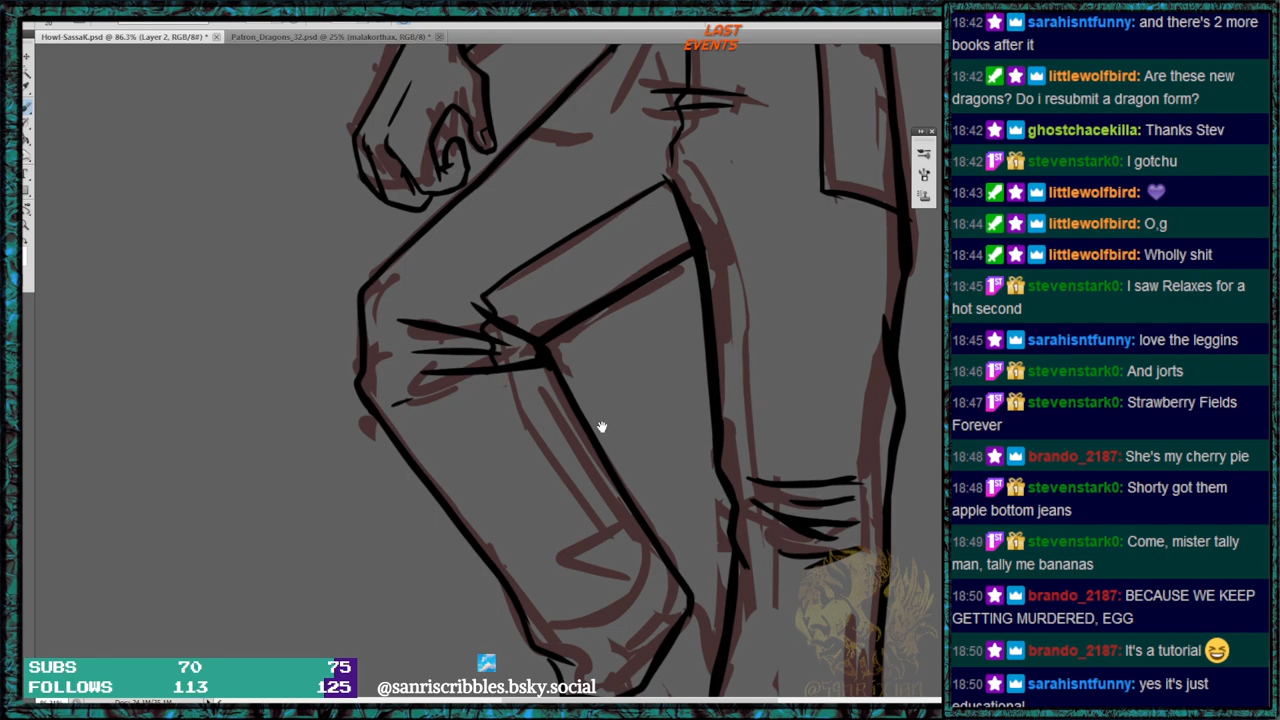 Howl-SassaK.psd @ 86.3% (Layer 2, RGB/8#) *
Patron_Dragons_32.psd @ 25% (malakorthax, RGB/8) *
LAST
EVENTS
18:42 sarahisntfunny: and there's 2 more
books after it
18:42 littlewolfbird: Are these new
dragons? Do i resubmit a dragon form?
18:42 ghostchacekilla: Thanks Stev
18:42 stevenstark0: I gotchu
18:43 littlewolfbird:
18:44 littlewolfbird: O,g
18:44 littlewolfbird: Wholly shit
18:45 stevenstark0: I saw Relaxes for a
hot second
18:45 sarahisntfunny: love the leggins
18:46 stevenstark0: And jorts
18:47 stevenstark0: Strawberry Fields
Forever
18:48 brando_2187: She's my cherry pie
18:48 stevenstark0: Shorty got them
apple bottom jeans
18:49 stevenstark0: Come, mister tally
man, tally me bananas
18:50 brando_2187: BECAUSE WE KEEP
GETTING MURDERED, EGG
18:50 brando_2187: It's a tutorial
18:50 sarahisntfunny: yes it's just
educational
SUBS 70 75
FOLLOWS 113 125
@sanriscribbles.bsky.social